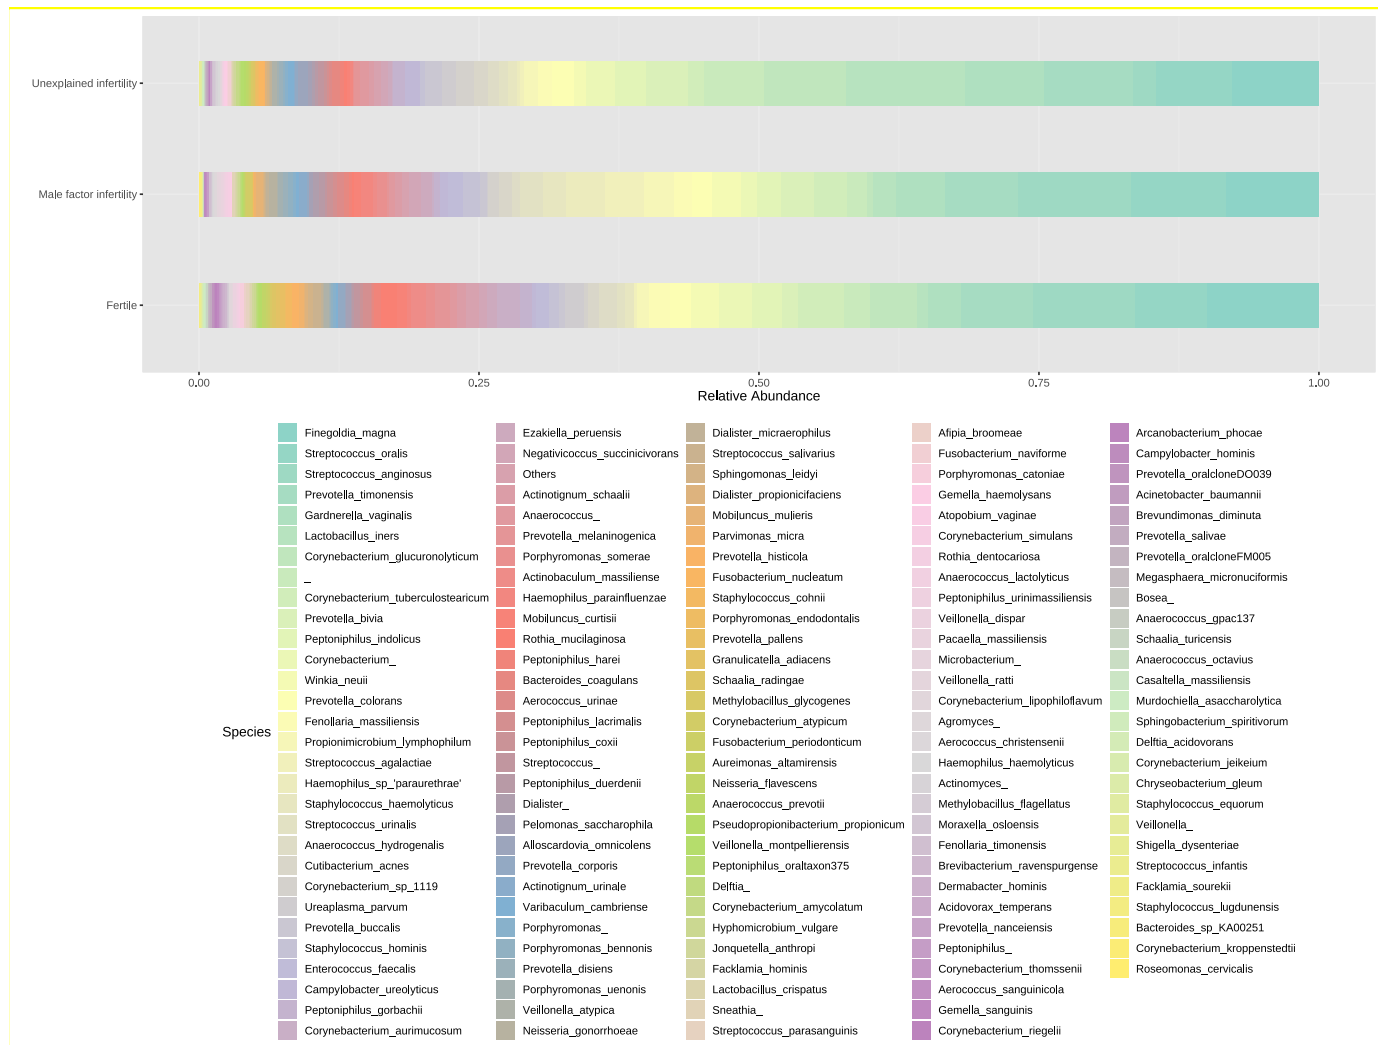 Unexplained infertility
Male factor infertility
Fertile
0.00 0.25 0.50 0.75 1.00
Relative Abundance
Species
Finegoldia_magna
Streptococcus_oralis
Streptococcus_anginosus
Prevotella_timonensis
Gardnerella_vaginalis
Lactobacillus_iners
Corynebacterium_glucuronolyticum
_
Corynebacterium_tuberculostearicum
Prevotella_bivia
Peptoniphilus_indolicus
Corynebacterium_
Winkia_neuii
Prevotella_colorans
Fenollaria_massiliensis
Propionimicrobium_lymphophilum
Streptococcus_agalactiae
Haemophilus_sp_'paraurethrae'
Staphylococcus_haemolyticus
Streptococcus_urinalis
Anaerococcus_hydrogenalis
Cutibacterium_acnes
Corynebacterium_sp_1119
Ureaplasma_parvum
Prevotella_buccalis
Staphylococcus_hominis
Enterococcus_faecalis
Campylobacter_ureolyticus
Peptoniphilus_gorbachii
Corynebacterium_aurimucosum
Ezakiella_peruensis
Negativicoccus_succinicivorans
Others
Actinotignum_schaalii
Anaerococcus_
Prevotella_melaninogenica
Porphyromonas_somerae
Actinobaculum_massiliense
Haemophilus_parainfluenzae
Mobiluncus_curtisii
Rothia_mucilaginosa
Peptoniphilus_harei
Bacteroides_coagulans
Aerococcus_urinae
Peptoniphilus_lacrimalis
Peptoniphilus_coxii
Streptococcus_
Peptoniphilus_duerdenii
Dialister_
Pelomonas_saccharophila
Alloscardovia_omnicolens
Prevotella_corporis
Actinotignum_urinale
Varibaculum_cambriense
Porphyromonas_
Porphyromonas_bennonis
Prevotella_disiens
Porphyromonas_uenonis
Veillonella_atypica
Neisseria_gonorrhoeae
Dialister_micraerophilus
Streptococcus_salivarius
Sphingomonas_leidyi
Dialister_propionicifaciens
Mobiluncus_mulieris
Parvimonas_micra
Prevotella_histicola
Fusobacterium_nucleatum
Staphylococcus_cohnii
Porphyromonas_endodontalis
Prevotella_pallens
Granulicatella_adiacens
Schaalia_radingae
Methylobacillus_glycogenes
Corynebacterium_atypicum
Fusobacterium_periodonticum
Aureimonas_altamirensis
Neisseria_flavescens
Anaerococcus_prevotii
Pseudopropionibacterium_propionicum
Veillonella_montpellierensis
Peptoniphilus_oraltaxon375
Delftia_
Corynebacterium_amycolatum
Hyphomicrobium_vulgare
Jonquetella_anthropi
Facklamia_hominis
Lactobacillus_crispatus
Sneathia_
Streptococcus_parasanguinis
Afipia_broomeae
Fusobacterium_naviforme
Porphyromonas_catoniae
Gemella_haemolysans
Atopobium_vaginae
Corynebacterium_simulans
Rothia_dentocariosa
Anaerococcus_lactolyticus
Peptoniphilus_urinimassiliensis
Veillonella_dispar
Pacaella_massiliensis
Microbacterium_
Veillonella_ratti
Corynebacterium_lipophiloflavum
Agromyces_
Aerococcus_christensenii
Haemophilus_haemolyticus
Actinomyces_
Methylobacillus_flagellatus
Moraxella_osloensis
Fenollaria_timonensis
Brevibacterium_ravenspurgense
Dermabacter_hominis
Acidovorax_temperans
Prevotella_nanceiensis
Peptoniphilus_
Corynebacterium_thomssenii
Aerococcus_sanguinicola
Gemella_sanguinis
Corynebacterium_riegelii
Arcanobacterium_phocae
Campylobacter_hominis
Prevotella_oralcloneDO039
Acinetobacter_baumannii
Brevundimonas_diminuta
Prevotella_salivae
Prevotella_oralcloneFM005
Megasphaera_micronuciformis
Bosea_
Anaerococcus_gpac137
Schaalia_turicensis
Anaerococcus_octavius
Casaltella_massiliensis
Murdochiella_asaccharolytica
Sphingobacterium_spiritivorum
Delftia_acidovorans
Corynebacterium_jeikeium
Chryseobacterium_gleum
Staphylococcus_equorum
Veillonella_
Shigella_dysenteriae
Streptococcus_infantis
Facklamia_sourekii
Staphylococcus_lugdunensis
Bacteroides_sp_KA00251
Corynebacterium_kroppenstedtii
Roseomonas_cervicalis